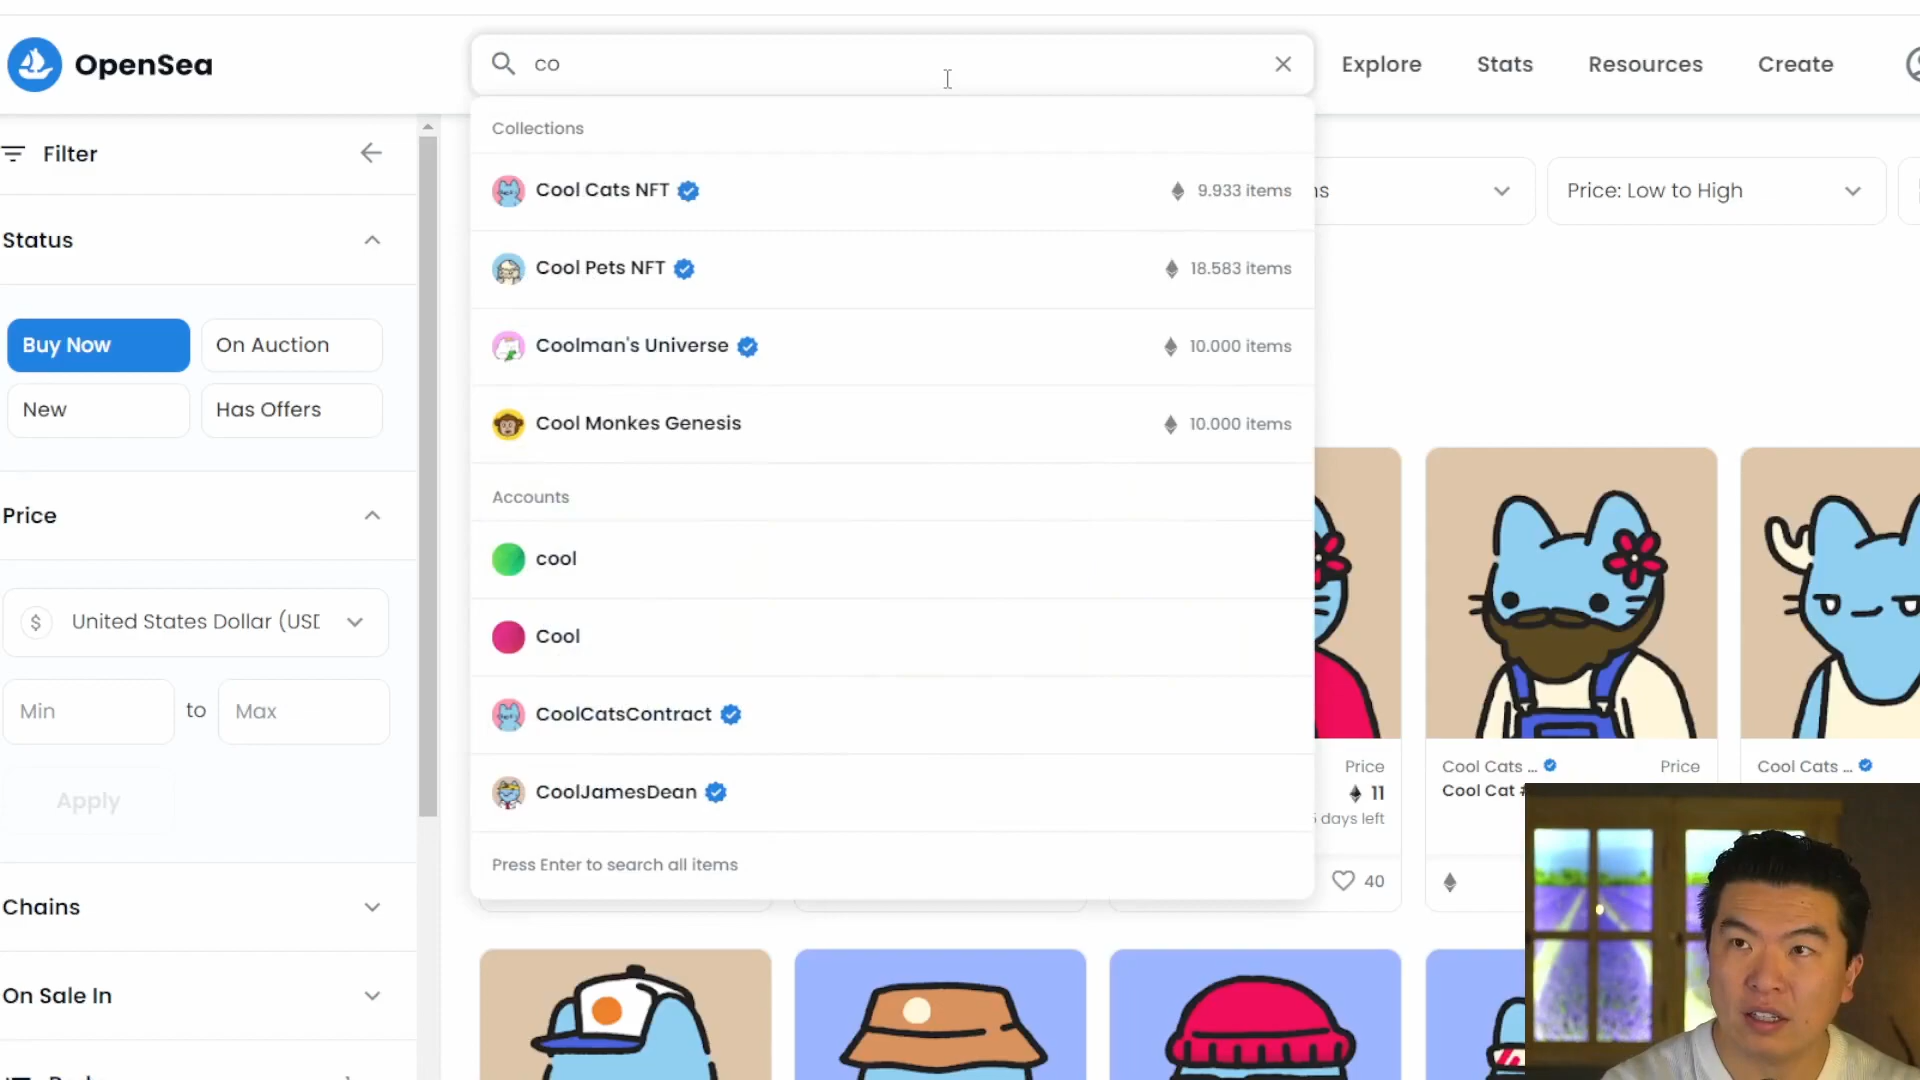 OpenSea
co
Explore
Stats
Resources
Create
Filter
Status
Buy Now
On Auction
New
Has Offers
Price
United States Dollar (USD
Min
to
Max
Apply
Chains
On Sale In
Collections
Cool Cats NFT
9.933 items
Cool Pets NFT
18.583 items
Coolman's Universe
10.000 items
Cool Monkes Genesis
10.000 items
Accounts
cool
Cool
CoolCatsContract
CoolJamesDean
Press Enter to search all items
Price: Low to High
Price
11
days left
40
Cool Cats ...
Price
Cool Cat #
Cool Cats ...